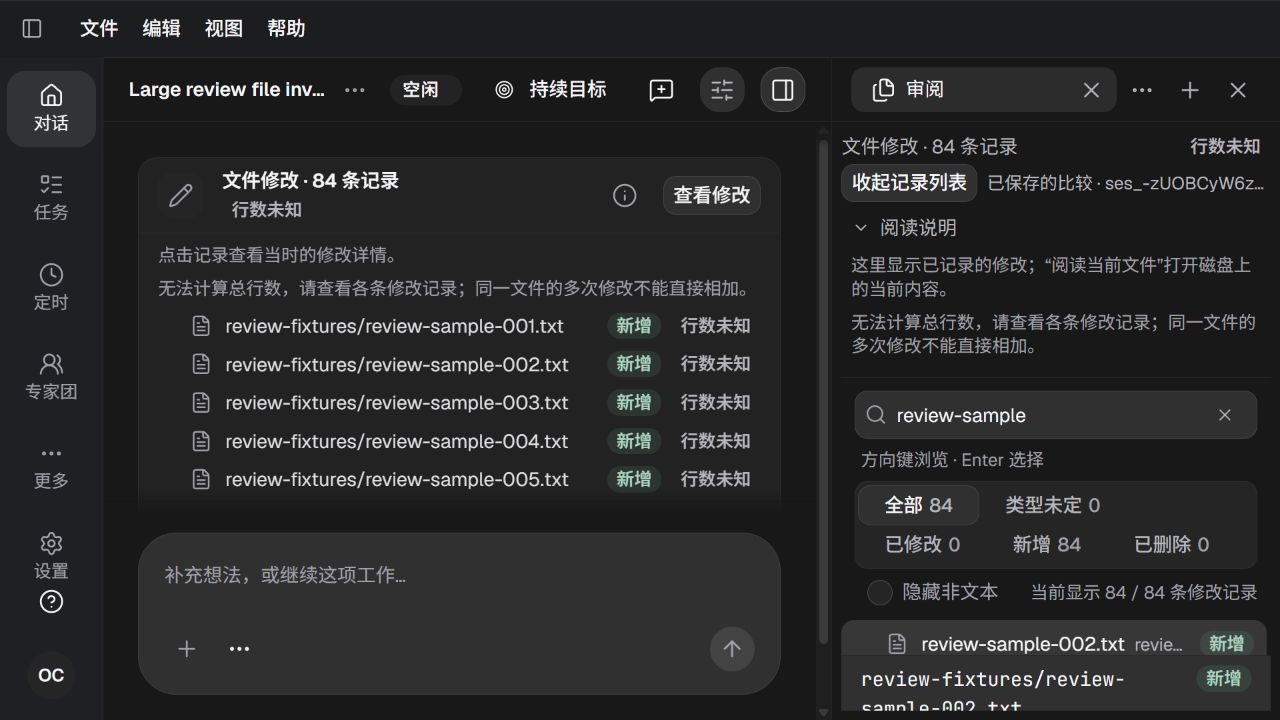 文件 编辑 视图 帮助
对话
任务
定时
专家团
更多
设置
OC
Large review file inv... 空闲 持续目标
文件修改 · 84 条记录
行数未知
查看修改
点击记录查看当时的修改详情。
无法计算总行数，请查看各条修改记录；同一文件的多次修改不能直接相加。
review-fixtures/review-sample-001.txt 新增 行数未知
review-fixtures/review-sample-002.txt 新增 行数未知
review-fixtures/review-sample-003.txt 新增 行数未知
review-fixtures/review-sample-004.txt 新增 行数未知
review-fixtures/review-sample-005.txt 新增 行数未知
补充想法，或继续这项工作...
审阅
文件修改 · 84 条记录 行数未知
收起记录列表 已保存的比较 · ses_-zUOBCyW6z...
阅读说明
这里显示已记录的修改；“阅读当前文件”打开磁盘上
的当前内容。
无法计算总行数，请查看各条修改记录；同一文件的
多次修改不能直接相加。
review-sample
方向键浏览 · Enter 选择
全部 84 类型未定 0
已修改 0 新增 84 已删除 0
隐藏非文本 当前显示 84 / 84 条修改记录
review-sample-002.txt revie... 新增
review-fixtures/review- 新增
sample-002.txt